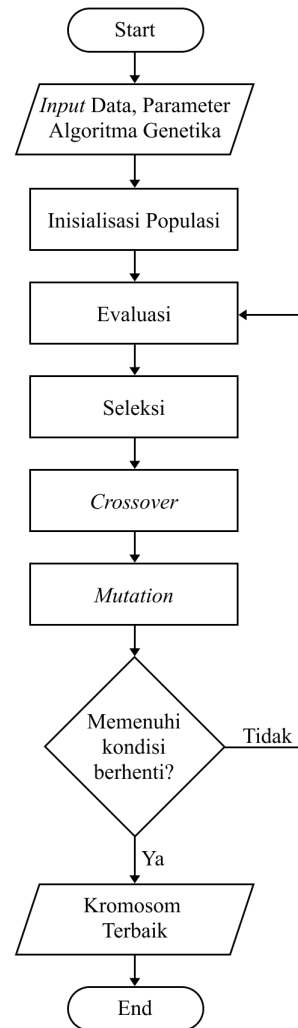 Start
Input Data, Parameter
Algoritma Genetika
Inisialisasi Populasi
Evaluasi
Seleksi
Crossover
Mutation
Memenuhi
kondisi
berhenti?
Tidak
Ya
Kromosom
Terbaik
End